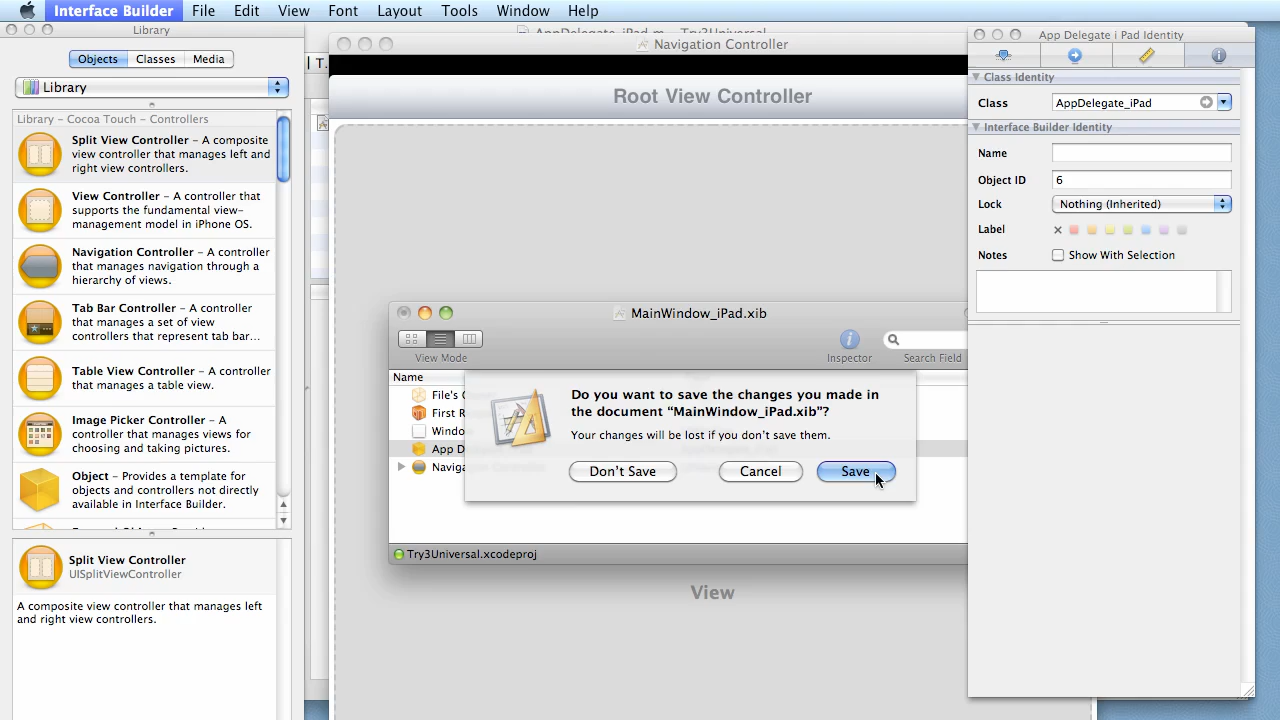 Interface Builder File Edit View Font Layout Tools Window Help
Library
Objects Classes Media
Library
Library – Cocoa Touch – Controllers
Split View Controller – A composite
view controller that manages left and
right view controllers.
View Controller – A controller that
supports the fundamental view-
management model in iPhone OS.
Navigation Controller – A controller
that manages navigation through a
hierarchy of views.
Tab Bar Controller – A controller
that manages a set of view
controllers that represent tab bar...
Table View Controller – A controller
that manages a table view.
Image Picker Controller – A
controller that manages views for
choosing and taking pictures.
Object – Provides a template for
objects and controllers not directly
available in Interface Builder.
Split View Controller
UISplitViewController
A composite view controller that manages left
and right view controllers.
AppDelegate_iPad.m – Try3Universal
Navigation Controller
Root View Controller
MainWindow_iPad.xib
View Mode
Inspector
Search Field
Name
File's
First R
Windo
App D
Naviga
Do you want to save the changes you made in
the document “MainWindow_iPad.xib”?
Your changes will be lost if you don’t save them.
Don’t Save Cancel Save
Try3Universal.xcodeproj
View
App Delegate i Pad Identity
Class Identity
Class AppDelegate_iPad
Interface Builder Identity
Name
Object ID 6
Lock Nothing (Inherited)
Label
Notes Show With Selection